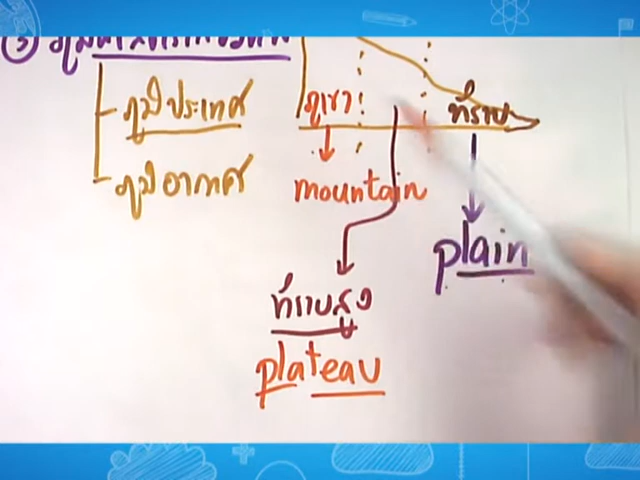 ภูมิประเทศ
ภูเขา
ที่ราบ
ภูมิอากาศ
mountain
plain
ที่ราบสูง
plateau